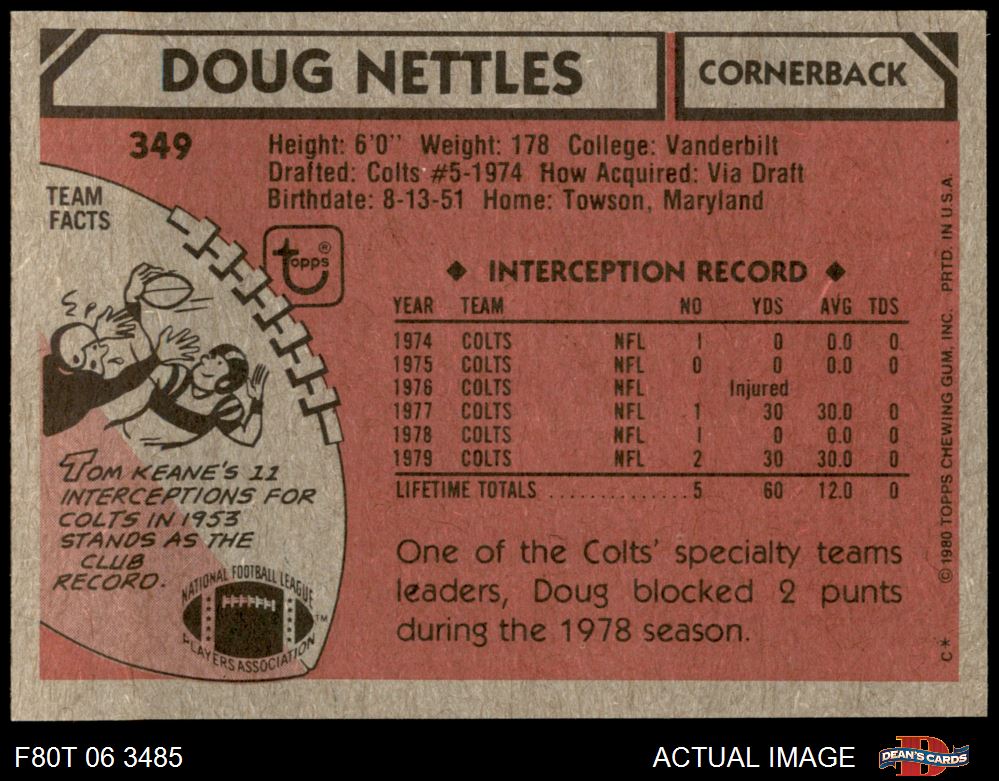 DOUG NETTLES
CORNERBACK
349
Height: 6'0" Weight: 178 College: Vanderbilt
Drafted: Colts #5-1974 How Acquired: Via Draft
Birthdate: 8-13-51 Home: Towson, Maryland
TEAM
FACTS
topps®
◆ INTERCEPTION RECORD ◆
YEAR TEAM NO YDS AVG TDS
1974 COLTS NFL 1 0 0.0 0
1975 COLTS NFL 0 0 0.0 0
1976 COLTS NFL Injured
1977 COLTS NFL 1 30 30.0 0
1978 COLTS NFL 1 0 0.0 0
1979 COLTS NFL 2 30 30.0 0
LIFETIME TOTALS ............... 5 60 12.0 0
TOM KEANE'S 11
INTERCEPTIONS FOR
COLTS IN 1953
STANDS AS THE
CLUB
RECORD.
NATIONAL FOOTBALL LEAGUE
PLAYERS ASSOCIATION
TM
One of the Colts' specialty teams
leaders, Doug blocked 2 punts
during the 1978 season.
C* © 1980 TOPPS CHEWING GUM, INC. PRTD. IN U.S.A.
F80T 06 3485
ACTUAL IMAGE
DEAN'S CARDS